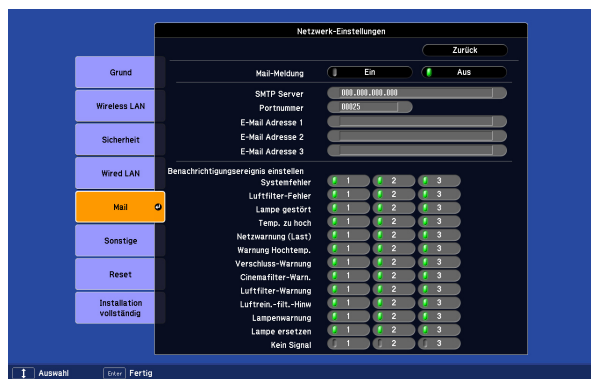 Netzwerk-Einstellungen
Zurück
Grund
Wireless LAN
Sicherheit
Wired LAN
Mail
Sonstige
Reset
Installation
vollständig
Mail-Meldung Ein Aus
SMTP Server 000.000.000.000
Portnummer 00025
E-Mail Adresse 1
E-Mail Adresse 2
E-Mail Adresse 3
Benachrichtigungsereignis einstellen
Systemfehler 1 2 3
Luftfilter-Fehler 1 2 3
Lampe gestört 1 2 3
Temp. zu hoch 1 2 3
Netzwarnung (Last) 1 2 3
Warnung Hochtemp. 1 2 3
Verschluss-Warnung 1 2 3
Cinemafilter-Warn. 1 2 3
Luftfilter-Warnung 1 2 3
Luftrein.-filt.-Hinw 1 2 3
Lampenwarnung 1 2 3
Lampe ersetzen 1 2 3
Kein Signal 1 2 3
Auswahl Enter Fertig